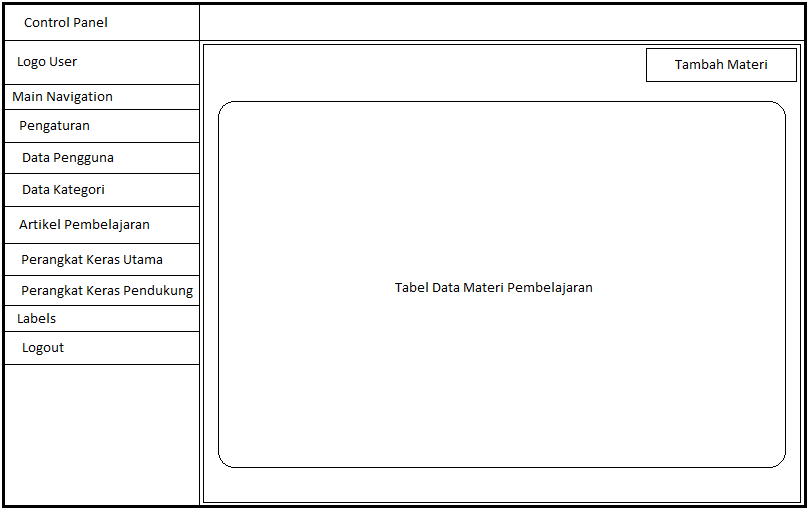 Control Panel
Logo User
Main Navigation
Pengaturan
Data Pengguna
Data Kategori
Artikel Pembelajaran
Perangkat Keras Utama
Perangkat Keras Pendukung
Labels
Logout
Tambah Materi
Tabel Data Materi Pembelajaran